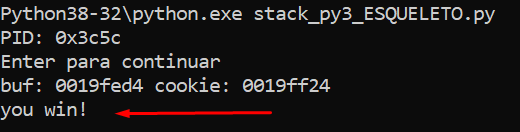 Python38-32\python.exe stack_py3_ESQUELETO.py
PID: 0x3c5c
Enter para continuar
buf: 0019fed4 cookie: 0019ff24
you win!